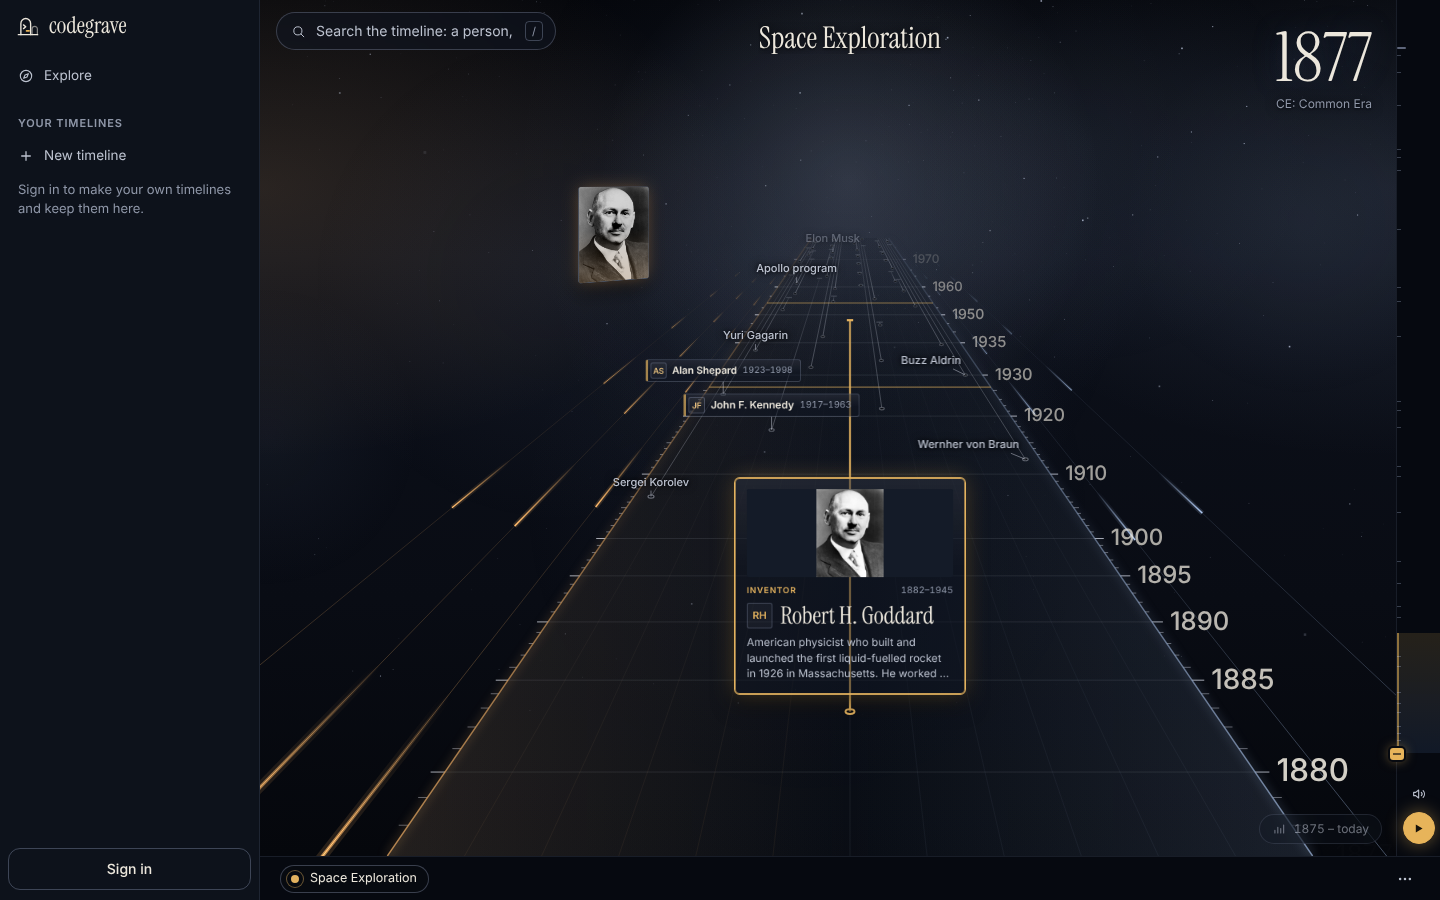 codegrave
Explore
YOUR TIMELINES
New timeline
Sign in to make your own timelines
and keep them here.
Sign in
Search the timeline: a person,
/
Space Exploration
1877
CE: Common Era
Elon Musk
1970
Apollo program
1960
1950
Yuri Gagarin
1935
Buzz Aldrin
AS Alan Shepard 1923–1998
1930
JF John F. Kennedy 1917–1963
1920
Wernher von Braun
1910
Sergei Korolev
1900
1895
INVENTOR 1882–1945
RH Robert H. Goddard
American physicist who built and
launched the first liquid-fuelled rocket
in 1926 in Massachusetts. He worked ...
1890
1885
1880
1875 – today
Space Exploration